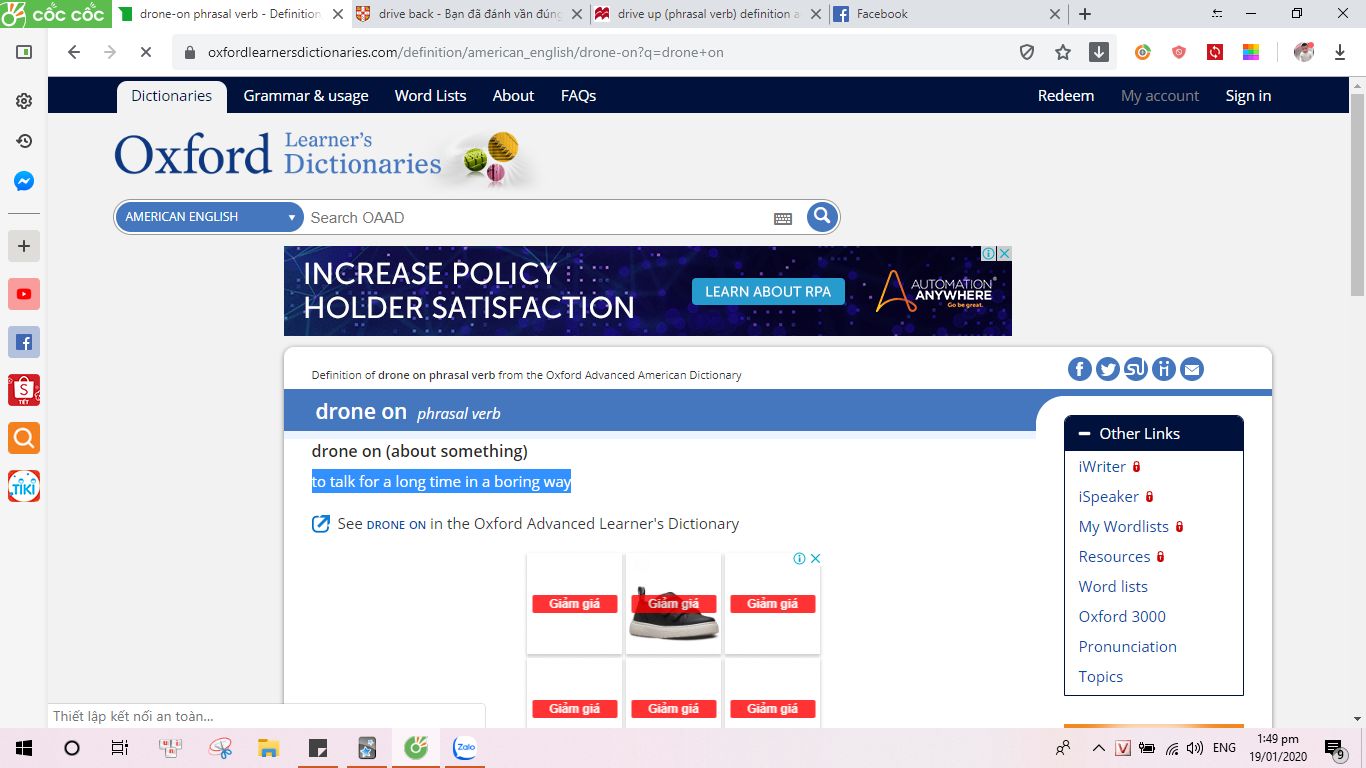 cốc cốc
drone-on phrasal verb - Definition
drive back - Bạn đã đánh vần đúng
drive up (phrasal verb) definition a
Facebook
oxfordlearnersdictionaries.com/definition/american_english/drone-on?q=drone+on
Dictionaries Grammar & usage Word Lists About FAQs Redeem My account Sign in
Oxford Learner's
Dictionaries
AMERICAN ENGLISH Search OAAD
INCREASE POLICY
HOLDER SATISFACTION
LEARN ABOUT RPA
AUTOMATION
ANYWHERE
Go be great.
Definition of drone on phrasal verb from the Oxford Advanced American Dictionary
drone on phrasal verb
drone on (about something)
to talk for a long time in a boring way
See DRONE ON in the Oxford Advanced Learner's Dictionary
Other Links
iWriter
iSpeaker
My Wordlists
Resources
Word lists
Oxford 3000
Pronunciation
Topics
Giảm giá Giảm giá Giảm giá
Giảm giá Giảm giá Giảm giá
TẾT
TIKI
Thiết lập kết nối an toàn...
Zalo
ENG
1:49 pm
19/01/2020
9